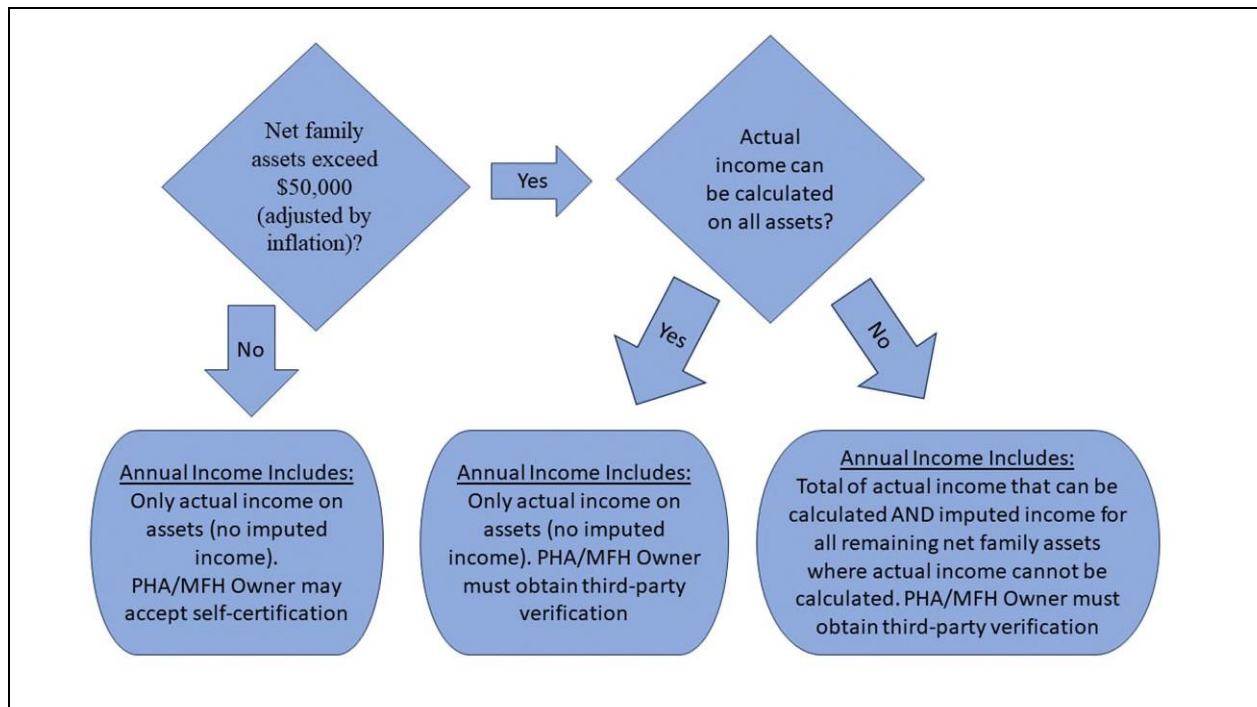 Net family
assets exceed
$50,000
(adjusted by
inflation)?
Yes
Actual
income can
be calculated
on all assets?
No
Yes
No
Annual Income Includes:
Only actual income on
assets (no imputed
income).
PHA/MFH Owner may
accept self-certification
Annual Income Includes:
Only actual income on
assets (no imputed
income). PHA/MFH Owner
must obtain third-party
verification
Annual Income Includes:
Total of actual income that can be
calculated AND imputed income for
all remaining net family assets
where actual income cannot be
calculated. PHA/MFH Owner must
obtain third-party verification